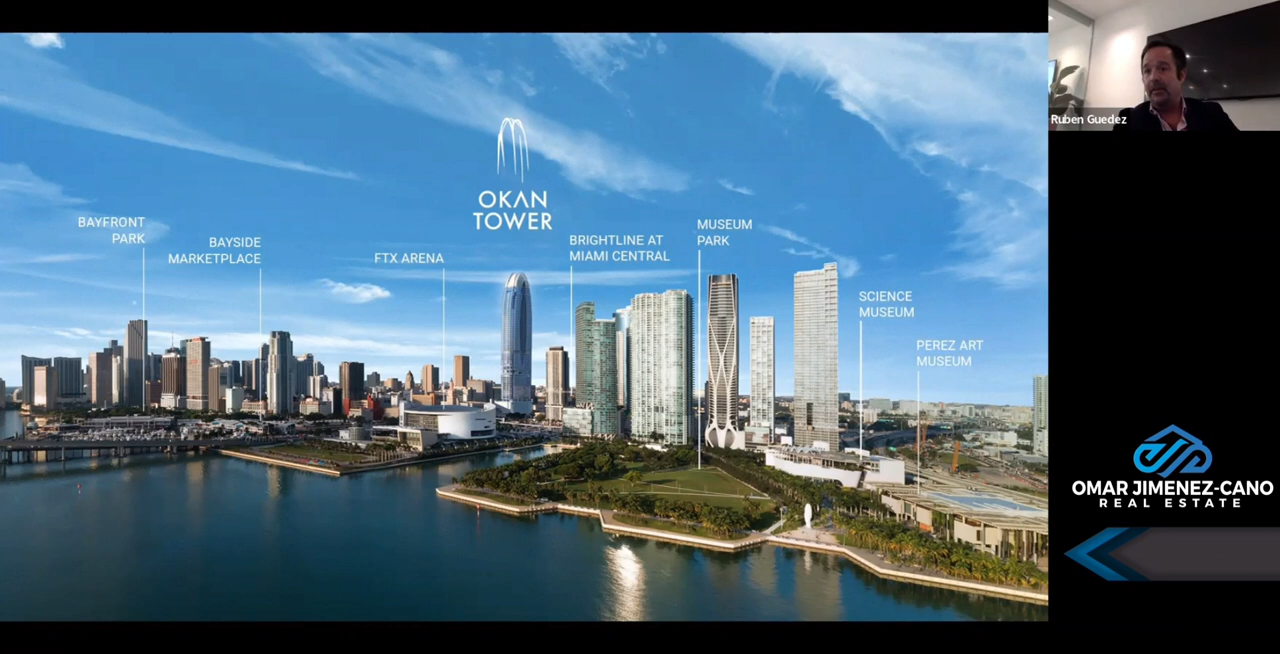 OKAN
TOWER
BAYFRONT
PARK
BAYSIDE
MARKETPLACE
FTX ARENA
BRIGHTLINE AT
MIAMI CENTRAL
MUSEUM
PARK
SCIENCE
MUSEUM
PEREZ ART
MUSEUM
Ruben Guedez
OMAR JIMENEZ-CANO
REAL ESTATE